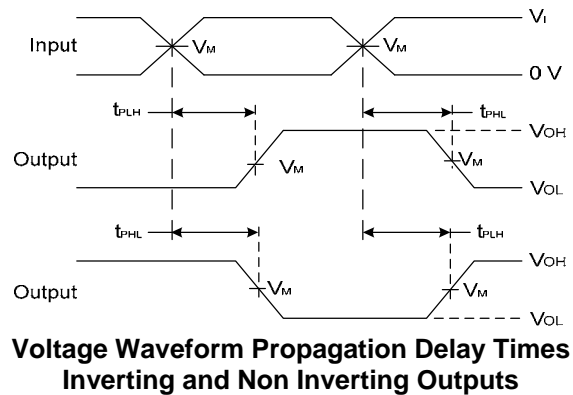 VI
Input VM VM
0 V
tPLH tPHL
VOH
Output VM VM
VOL
tPHL tPLH
VOH
Output VM VM
VOL
Voltage Waveform Propagation Delay Times
Inverting and Non Inverting Outputs